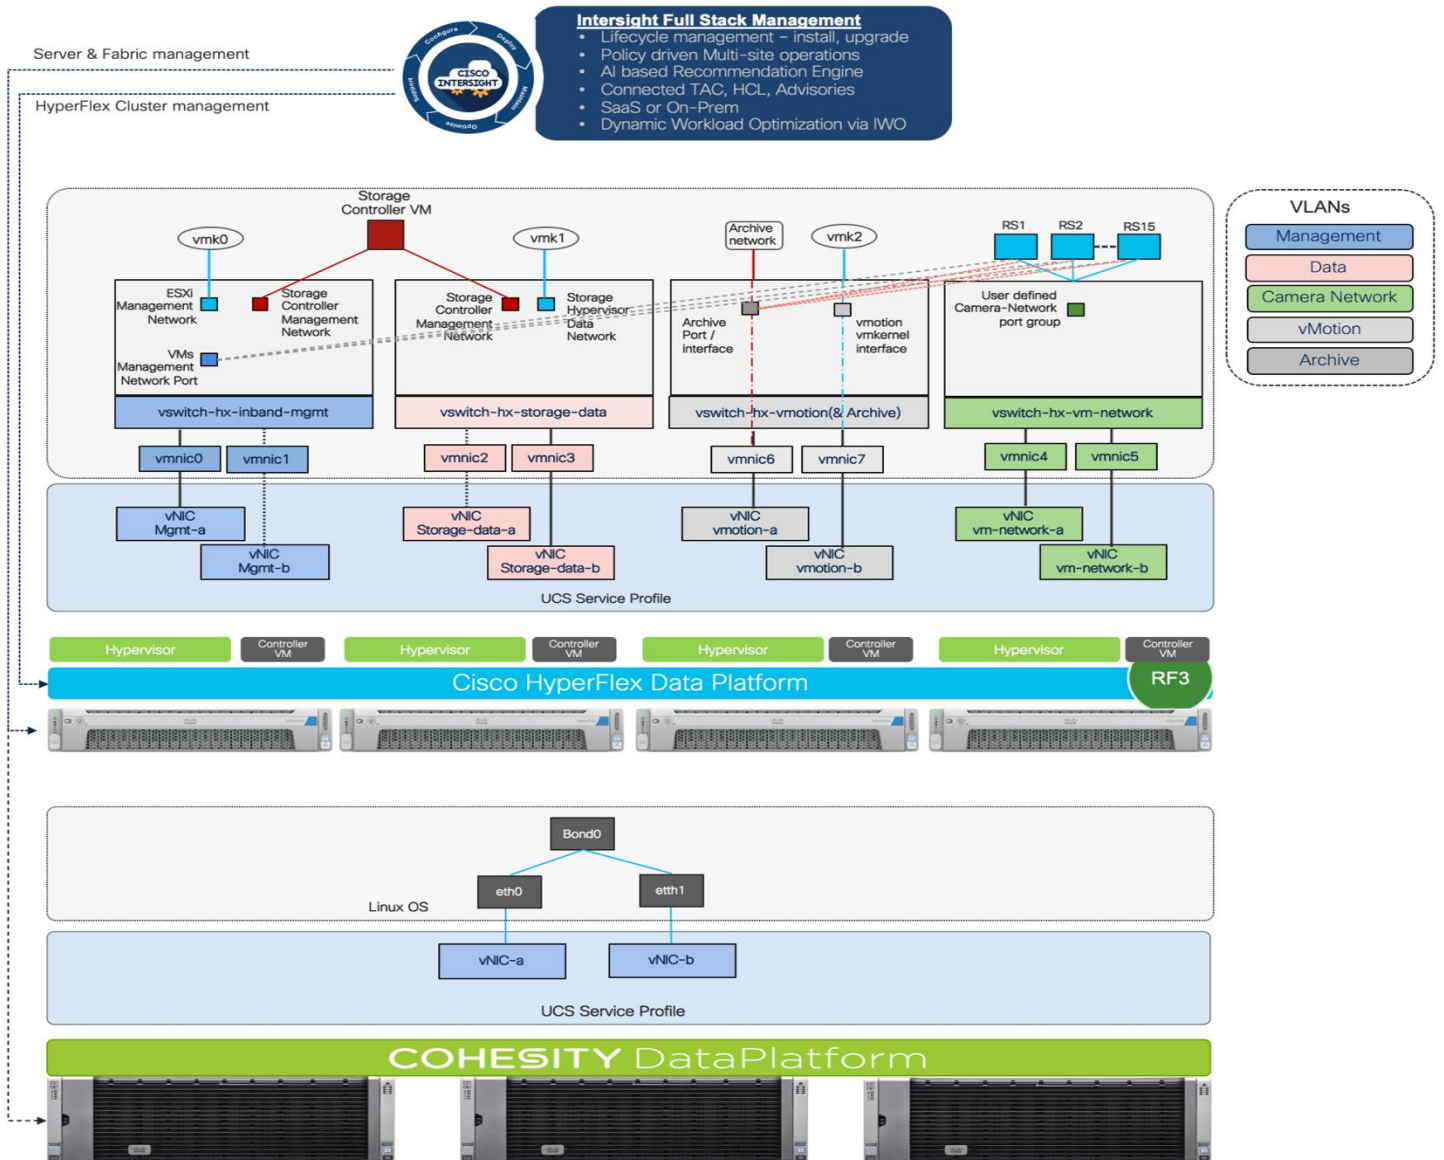 Intersight Full Stack Management
• Lifecycle management – install, upgrade
• Policy driven Multi-site operations
• AI based Recommendation Engine
• Connected TAC, HCL, Advisories
• SaaS or On-Prem
• Dynamic Workload Optimization via IWO
Configure
Deploy
Maintain
Optimize
Support
CISCO
INTERSIGHT
Server & Fabric management
HyperFlex Cluster management
Storage
Controller VM
vmk0
vmk1
Archive
network
vmk2
RS1
RS2
RS15
VLANs
Management
Data
Camera Network
vMotion
Archive
ESXi
Management
Network
Storage
Controller
Management
Network
VMs
Management
Network Port
Storage
Controller
Management
Network
Storage
Hypervisor
Data
Network
Archive
Port /
interface
vmotion
vmkernel
interface
User defined
Camera-Network
port group
vswitch-hx-inband-mgmt
vswitch-hx-storage-data
vswitch-hx-vmotion(& Archive)
vswitch-hx-vm-network
vmnic0
vmnic1
vmnic2
vmnic3
vmnic6
vmnic7
vmnic4
vmnic5
vNIC
Mgmt-a
vNIC
Mgmt-b
vNIC
Storage-data-a
vNIC
Storage-data-b
vNIC
vmotion-a
vNIC
vmotion-b
vNIC
vm-network-a
vNIC
vm-network-b
UCS Service Profile
Hypervisor
Controller
VM
Hypervisor
Controller
VM
Hypervisor
Controller
VM
Hypervisor
Controller
VM
Cisco HyperFlex Data Platform
RF3
Bond0
eth0
etth1
Linux OS
vNIC-a
vNIC-b
UCS Service Profile
COHESITY DataPlatform